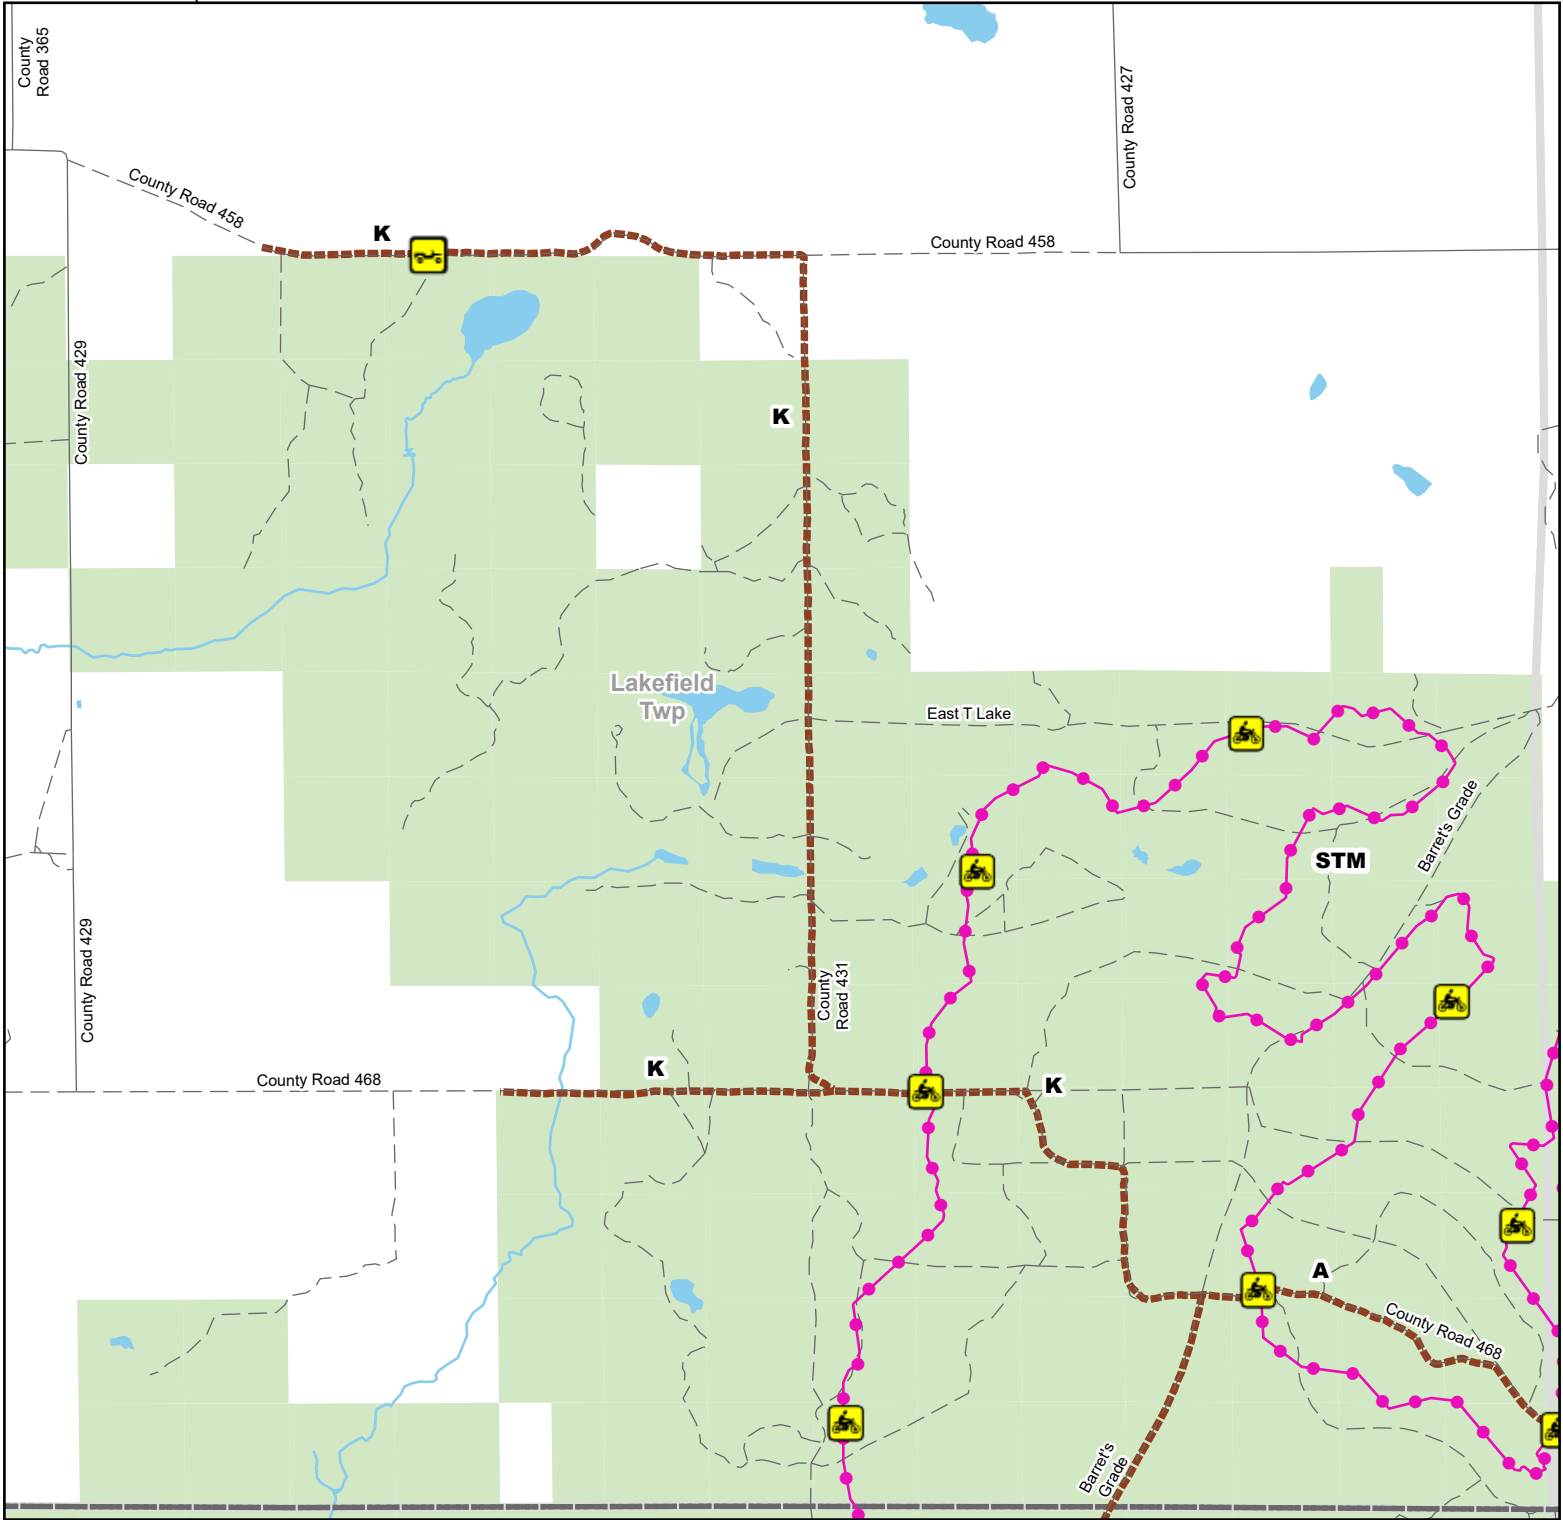 County
Road 365
County Road 427
County Road 458
K
County Road 458
County Road 429
K
Lakefield
Twp
East T Lake
Barret's Grade
STM
County Road 429
County
Road 431
K
County Road 468
K
A
County Road 468
Barret's
Grade